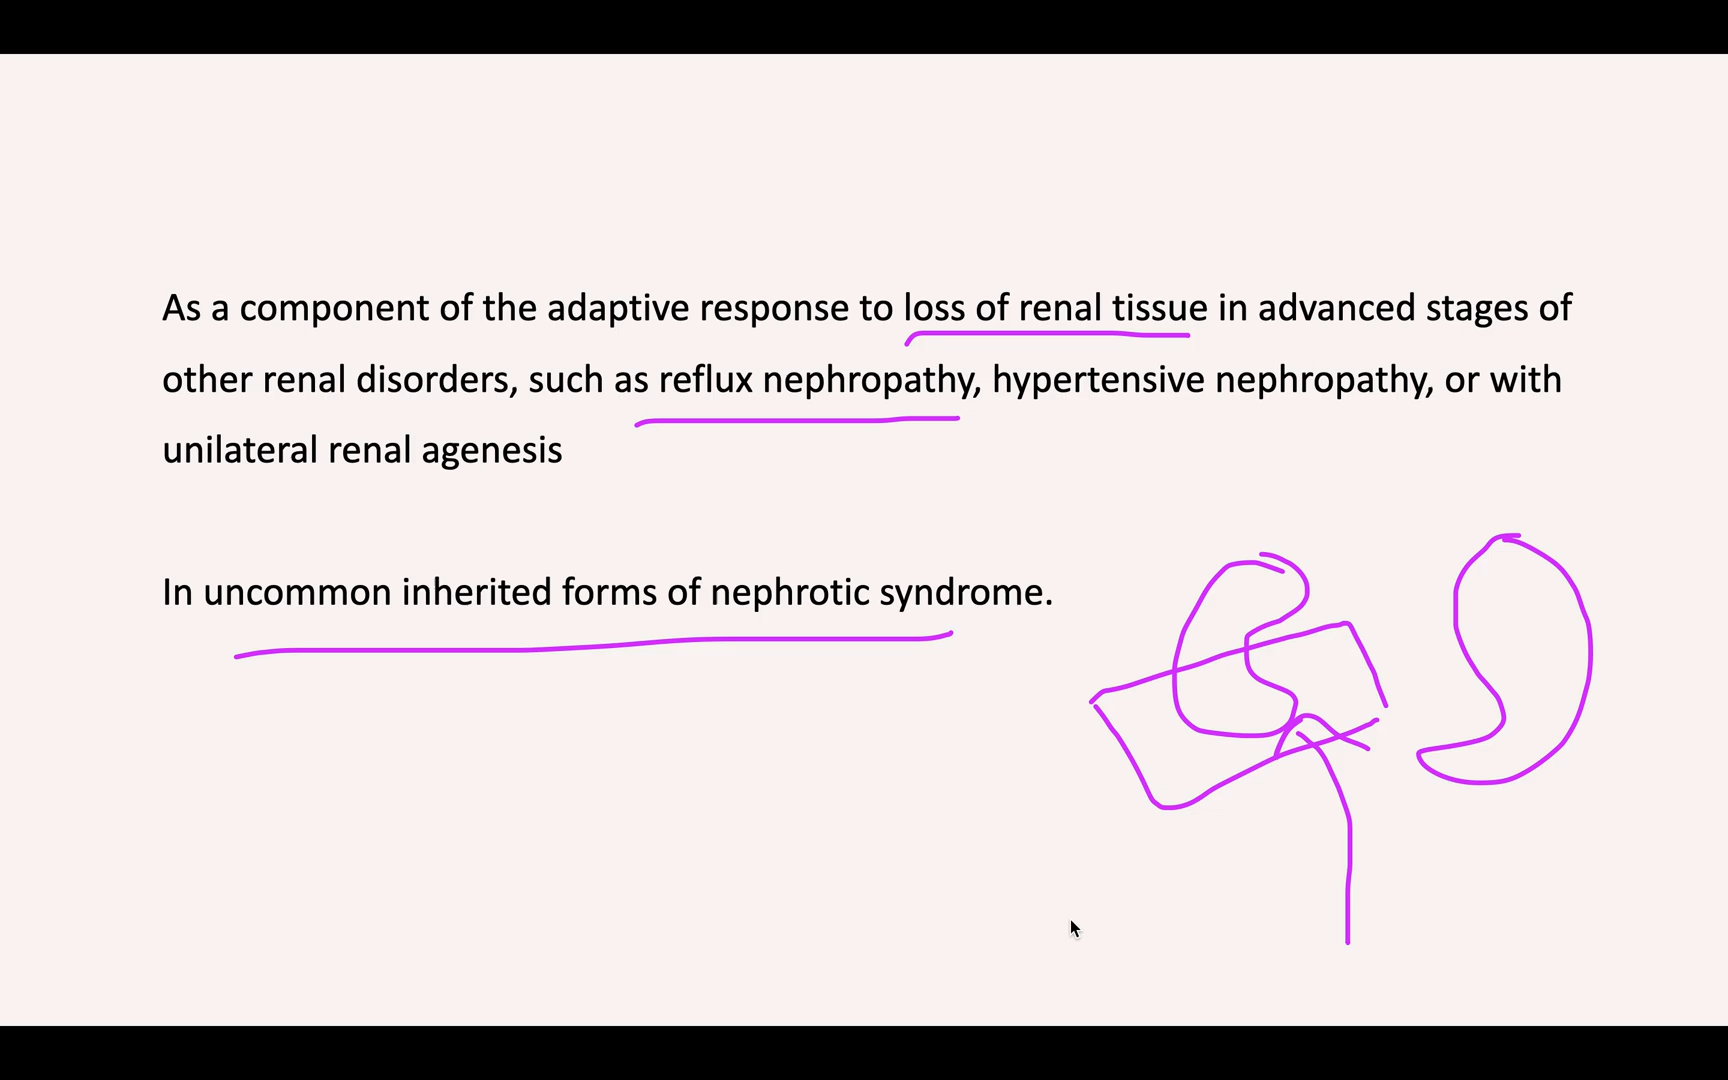 As a component of the adaptive response to loss of renal tissue in advanced stages of
other renal disorders, such as reflux nephropathy, hypertensive nephropathy, or with
unilateral renal agenesis
In uncommon inherited forms of nephrotic syndrome.